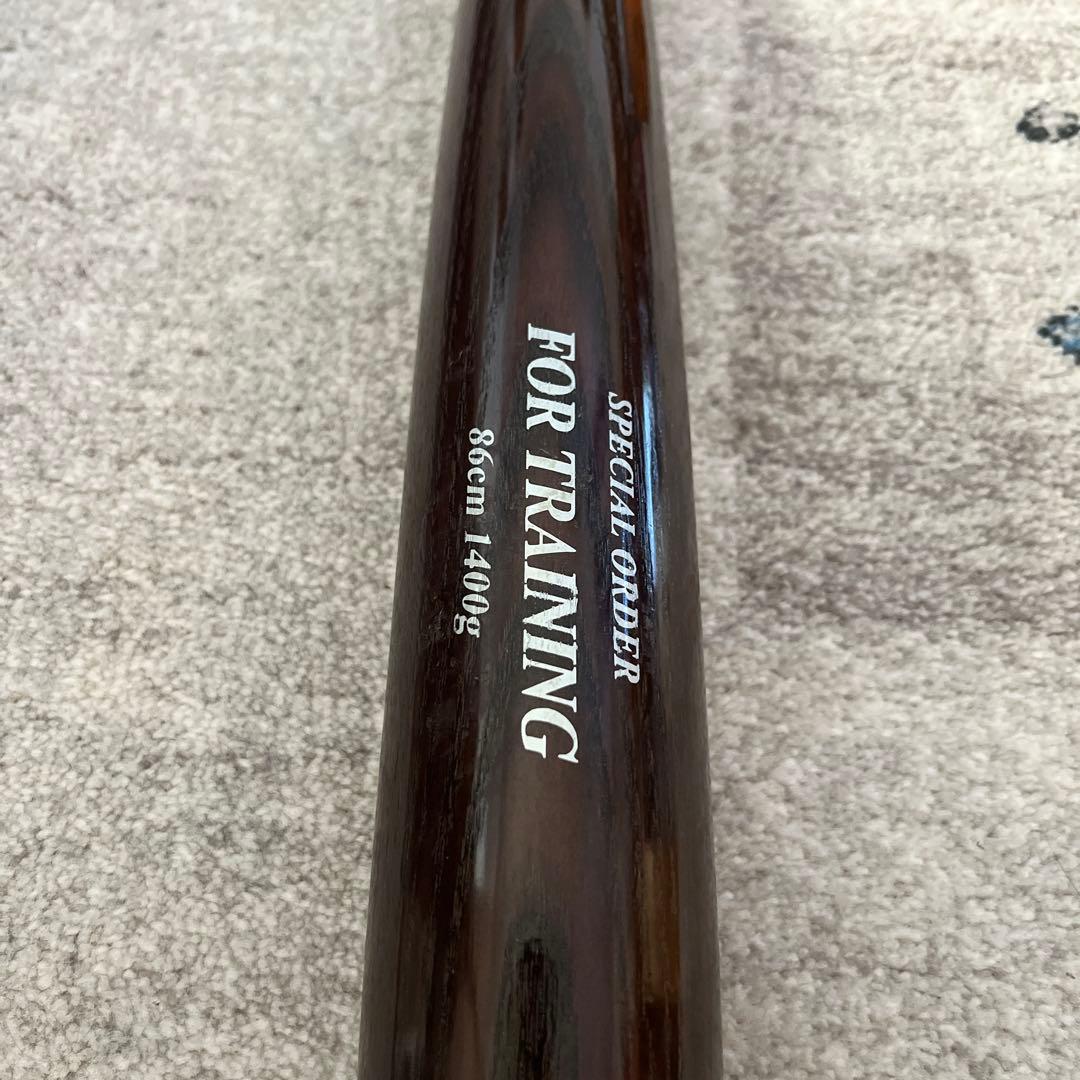 SPECIAL ORDER
FOR TRAINING
86cm 1400g